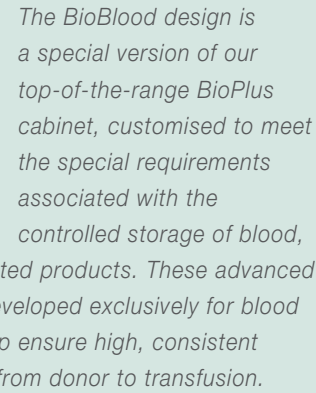 The BioBlood design is
a special version of our
top-of-the-range BioPlus
cabinet, customised to meet
the special requirements
associated with the
controlled storage of blood,
products. These advanced
exclusively for blood
ensure high, consistent
from donor to transfusion.